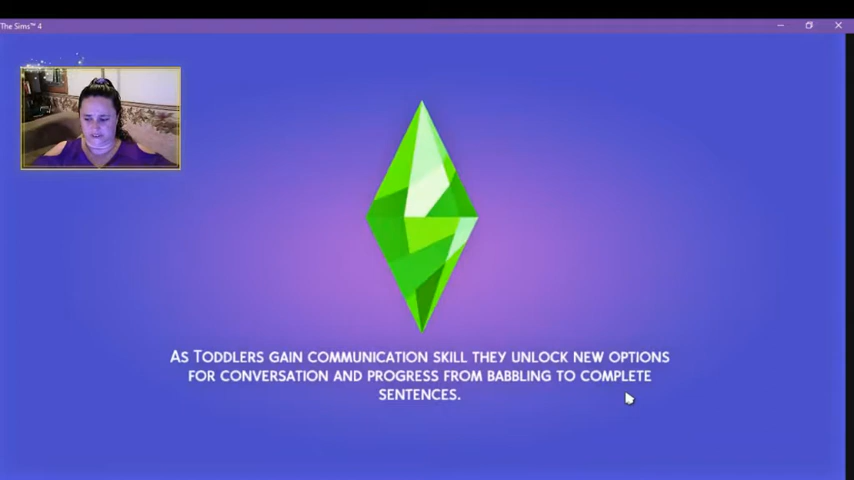 The Sims™ 4
AS TODDLERS GAIN COMMUNICATION SKILL THEY UNLOCK NEW OPTIONS
FOR CONVERSATION AND PROGRESS FROM BABBLING TO COMPLETE
SENTENCES.